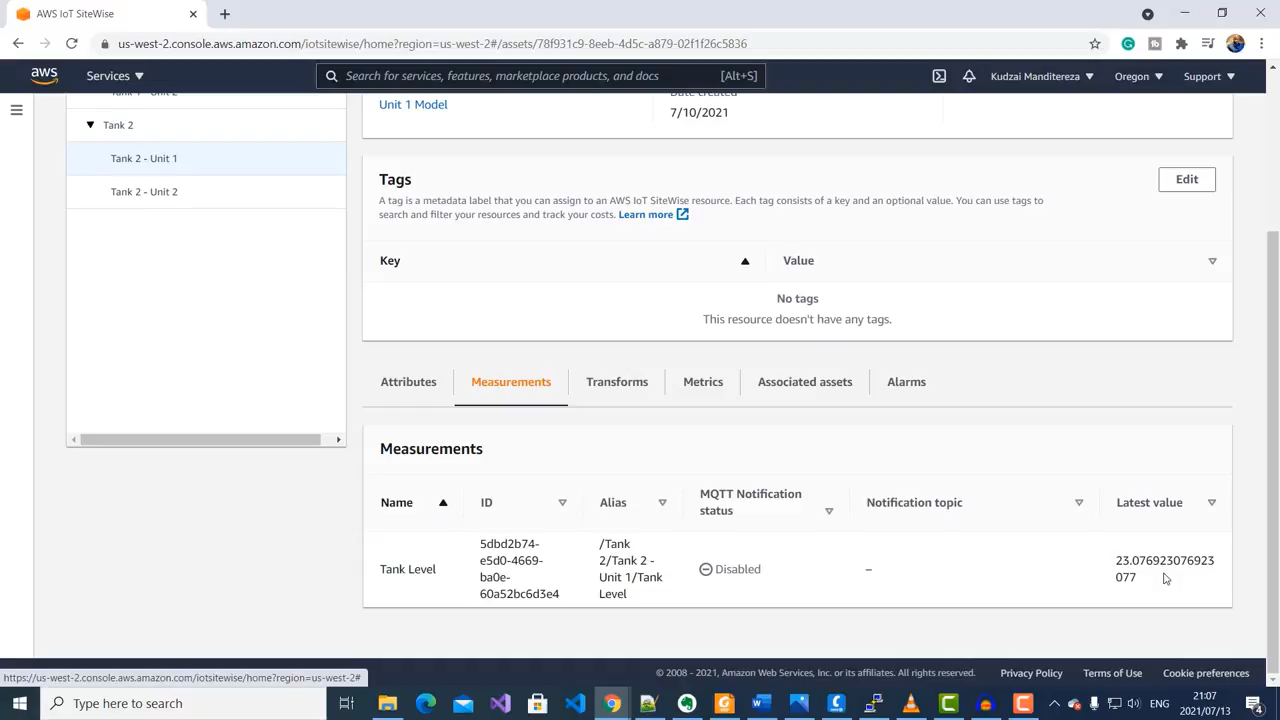 AWS IoT SiteWise
us-west-2.console.aws.amazon.com/iotsitewise/home?region=us-west-2#/assets/78f931c9-8eeb-4d5c-a879-02f1f26c5836
aws
Services
Search for services, features, marketplace products, and docs
[Alt+S]
Kudzai Manditereza
Oregon
Support
Tank 1 - Unit 2
Tank 2
Tank 2 - Unit 1
Tank 2 - Unit 2
Date created
Unit 1 Model
7/10/2021
Tags
Edit
A tag is a metadata label that you can assign to an AWS IoT SiteWise resource. Each tag consists of a key and an optional value. You can use tags to
search and filter your resources and track your costs. Learn more
Key
Value
No tags
This resource doesn't have any tags.
Attributes
Measurements
Transforms
Metrics
Associated assets
Alarms
Measurements
Name
ID
Alias
MQTT Notification
status
Notification topic
Latest value
Tank Level
5dbd2b74-
e5d0-4669-
ba0e-
60a52bc6d3e4
/Tank
2/Tank 2 -
Unit 1/Tank
Level
Disabled
–
23.076923076923
077
https://us-west-2.console.aws.amazon.com/iotsitewise/home?region=us-west-2#
© 2008 - 2021, Amazon Web Services, Inc. or its affiliates. All rights reserved.
Privacy Policy
Terms of Use
Cookie preferences
Type here to search
ENG
21:07
2021/07/13
4